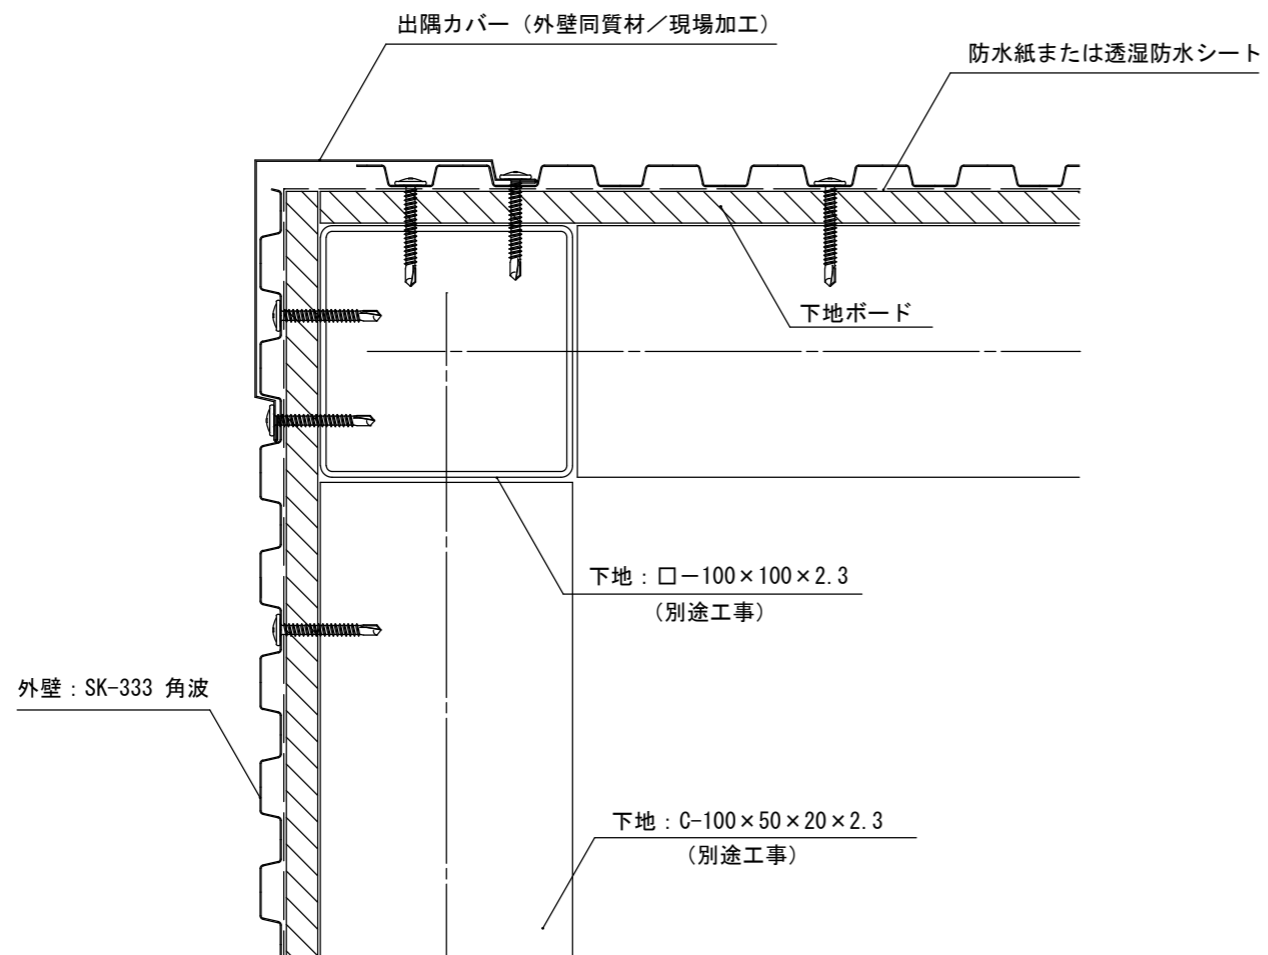 出隅カバー（外壁同質材／現場加工）
防水紙または透湿防水シート
下地ボード
下地：□－100×100×2.3
（別途工事）
外壁：SK-333 角波
下地：C-100×50×20×2.3
（別途工事）